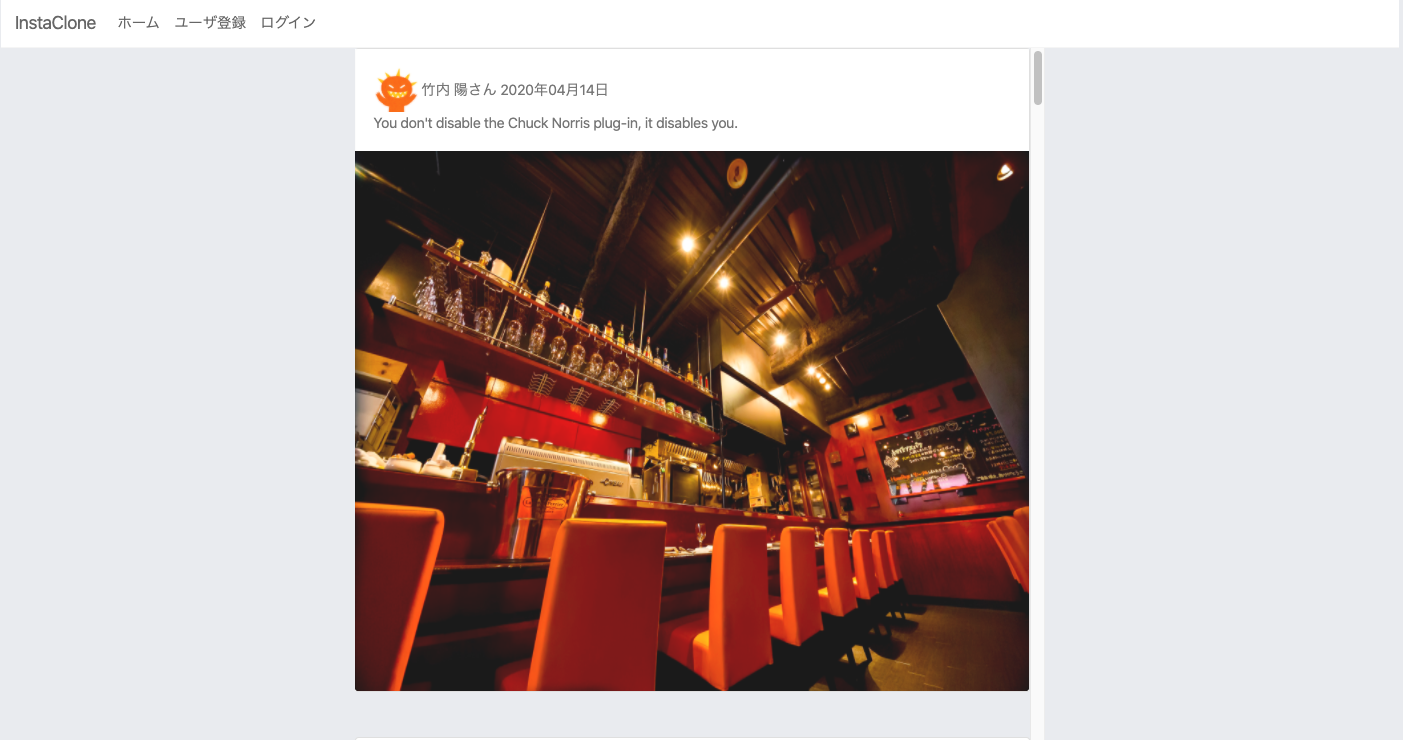 InstaClone ホーム ユーザ登録 ログイン
竹内 陽さん 2020年04月14日
You don't disable the Chuck Norris plug-in, it disables you.
BISTRO